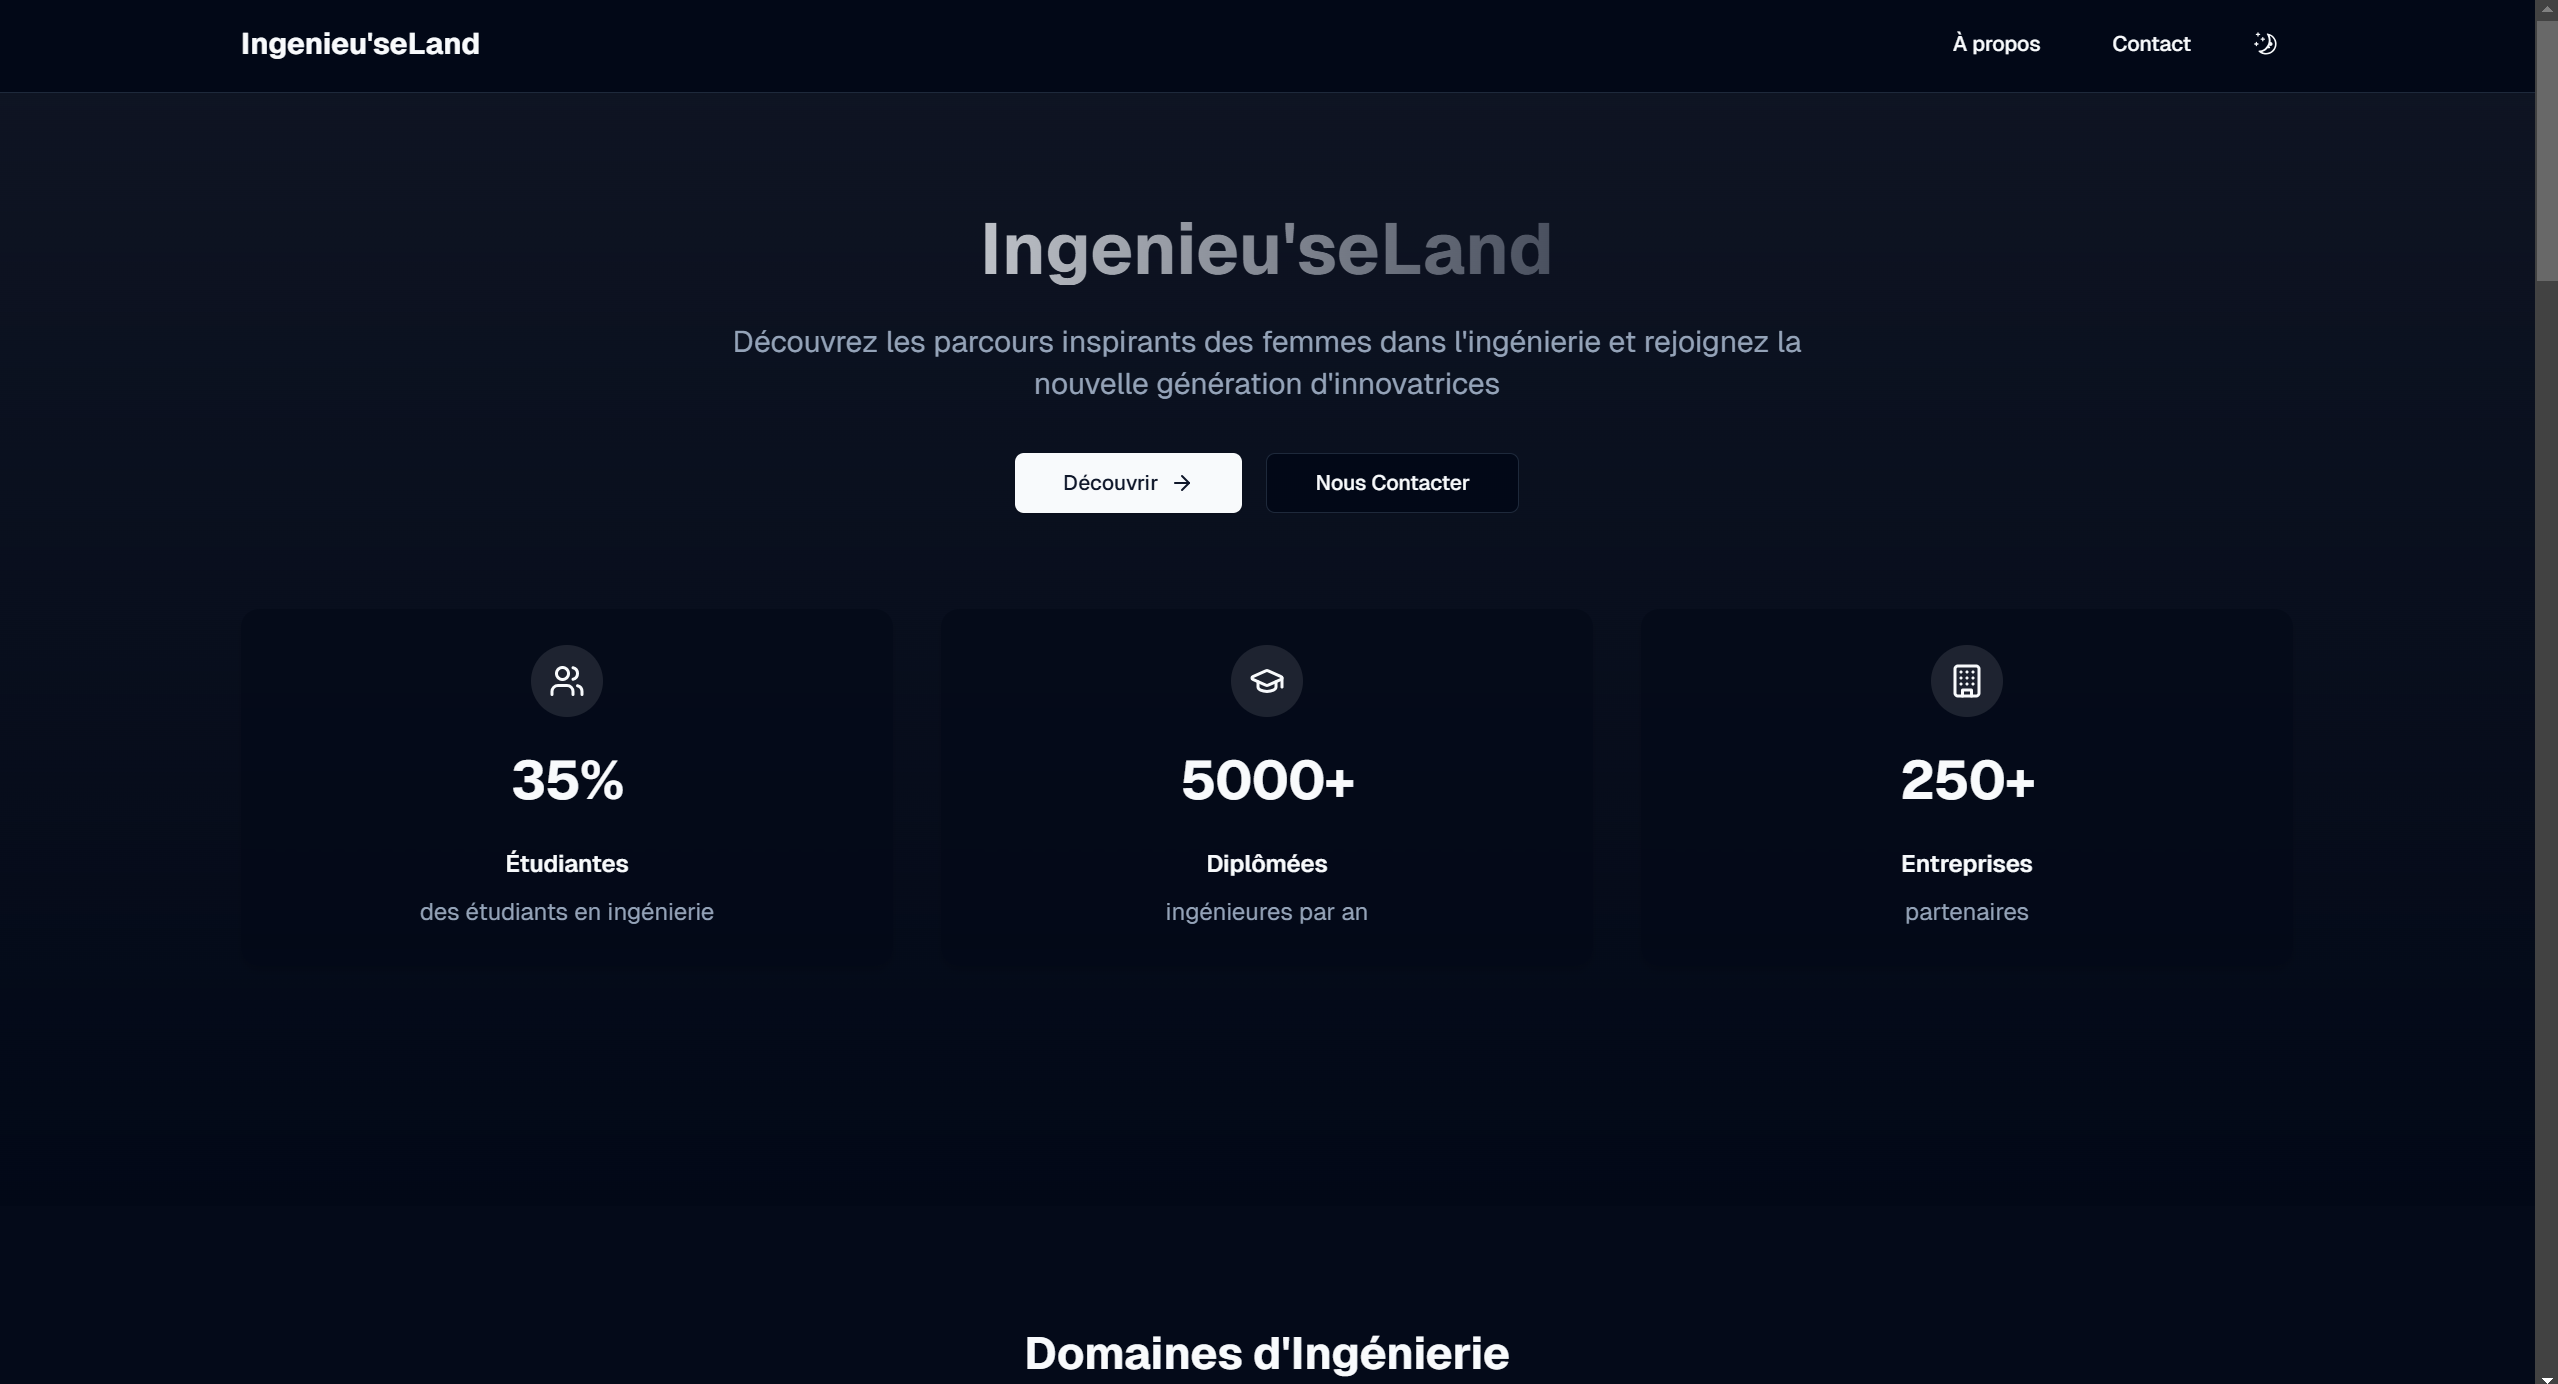 Ingenieu'seLand
À propos
Contact
Ingenieu'seLand
Découvrez les parcours inspirants des femmes dans l'ingénierie et rejoignez la
nouvelle génération d'innovatrices
Découvrir
Nous Contacter
35%
Étudiantes
des étudiants en ingénierie
5000+
Diplômées
ingénieures par an
250+
Entreprises
partenaires
Domaines d'Ingénierie